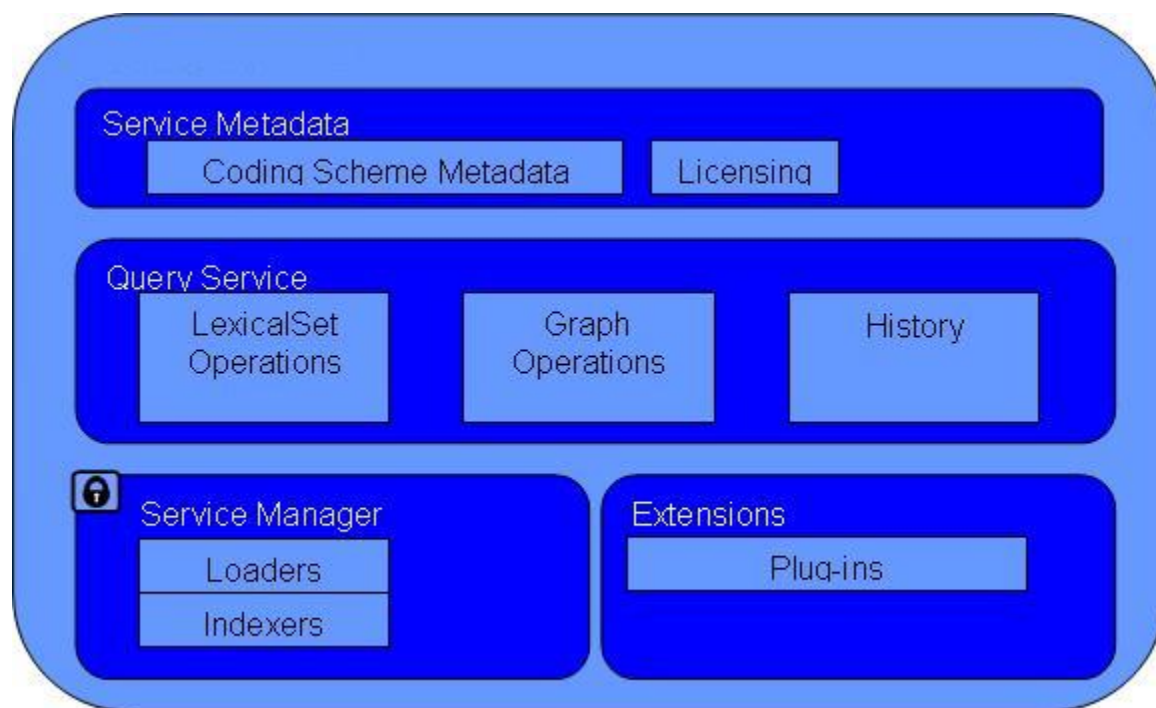 Service Metadata
Coding Scheme Metadata
Licensing
Query Service
LexicalSet
Operations
Graph
Operations
History
Service Manager
Loaders
Indexers
Extensions
Plug-ins